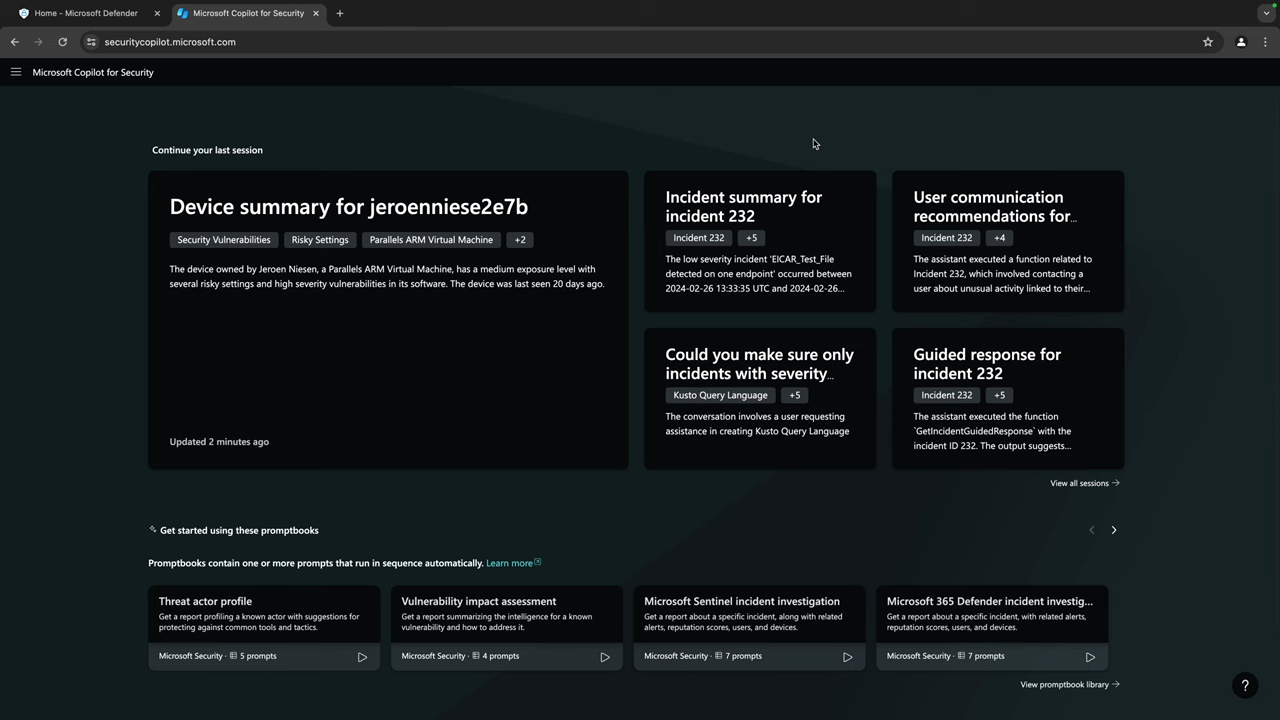 Home - Microsoft Defender
Microsoft Copilot for Security
securitycopilot.microsoft.com
Microsoft Copilot for Security
Continue your last session
Device summary for jeroenniese2e7b
Security Vulnerabilities
Risky Settings
Parallels ARM Virtual Machine
+2
The device owned by Jeroen Niesen, a Parallels ARM Virtual Machine, has a medium exposure level with
several risky settings and high severity vulnerabilities in its software. The device was last seen 20 days ago.
Updated 2 minutes ago
Incident summary for
incident 232
Incident 232
+5
The low severity incident 'EICAR_Test_File
detected on one endpoint' occurred between
2024-02-26 13:33:35 UTC and 2024-02-26...
User communication
recommendations for...
Incident 232
+4
The assistant executed a function related to
Incident 232, which involved contacting a
user about unusual activity linked to their...
Could you make sure only
incidents with severity...
Kusto Query Language
+5
The conversation involves a user requesting
assistance in creating Kusto Query Language
Guided response for
incident 232
Incident 232
+5
The assistant executed the function
`GetIncidentGuidedResponse` with the
incident ID 232. The output suggests...
View all sessions
Get started using these promptbooks
Promptbooks contain one or more prompts that run in sequence automatically. Learn more
Threat actor profile
Get a report profiling a known actor with suggestions for
protecting against common tools and tactics.
Microsoft Security · 5 prompts
Vulnerability impact assessment
Get a report summarizing the intelligence for a known
vulnerability and how to address it.
Microsoft Security · 4 prompts
Microsoft Sentinel incident investigation
Get a report about a specific incident, along with related
alerts, reputation scores, users, and devices.
Microsoft Security · 7 prompts
Microsoft 365 Defender incident investig...
Get a report about a specific incident, with related alerts,
reputation scores, users, and devices.
Microsoft Security · 7 prompts
View promptbook library
?